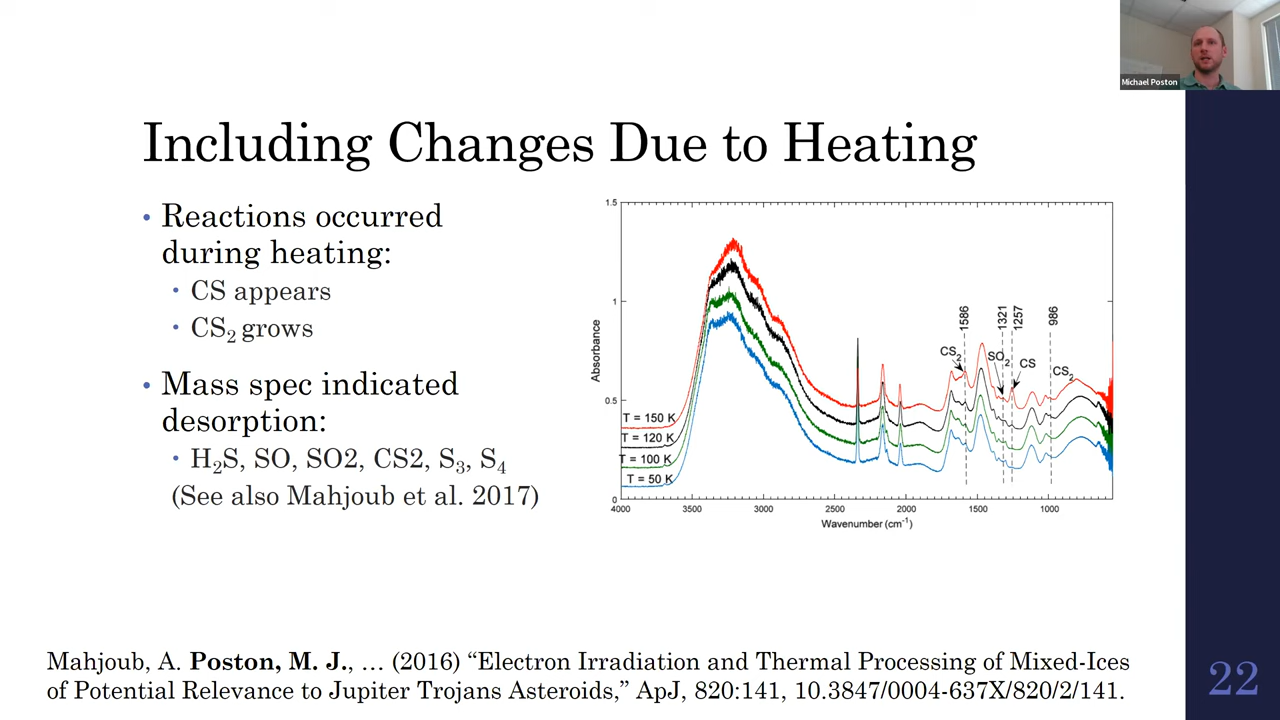 Michael Poston
Including Changes Due to Heating
• Reactions occurred
during heating:
• CS appears
• CS₂ grows
• Mass spec indicated
desorption:
• H₂S, SO, SO2, CS2, S₃, S₄
(See also Mahjoub et al. 2017)
1.5
1
0.5
0
Absorbance
T = 150 K
T = 120 K
T = 100 K
T = 50 K
1586
1321
1257
986
CS₂
SO₂
CS
CS₂
4000 3500 3000 2500 2000 1500 1000
Wavenumber (cm⁻¹)
Mahjoub, A. Poston, M. J., … (2016) “Electron Irradiation and Thermal Processing of Mixed-Ices
of Potential Relevance to Jupiter Trojans Asteroids,” ApJ, 820:141, 10.3847/0004-637X/820/2/141.
22